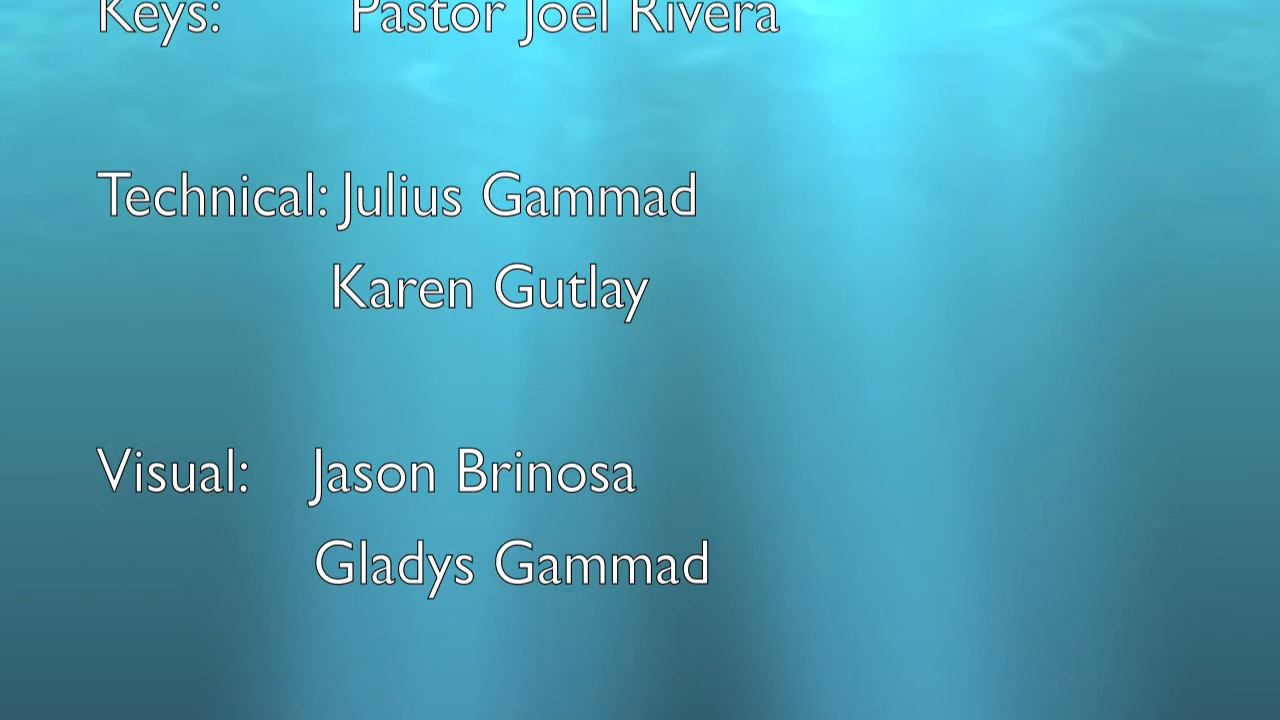 Keys: Pastor Joel Rivera
Technical: Julius Gammad
Karen Gutlay
Visual: Jason Brinosa
Gladys Gammad